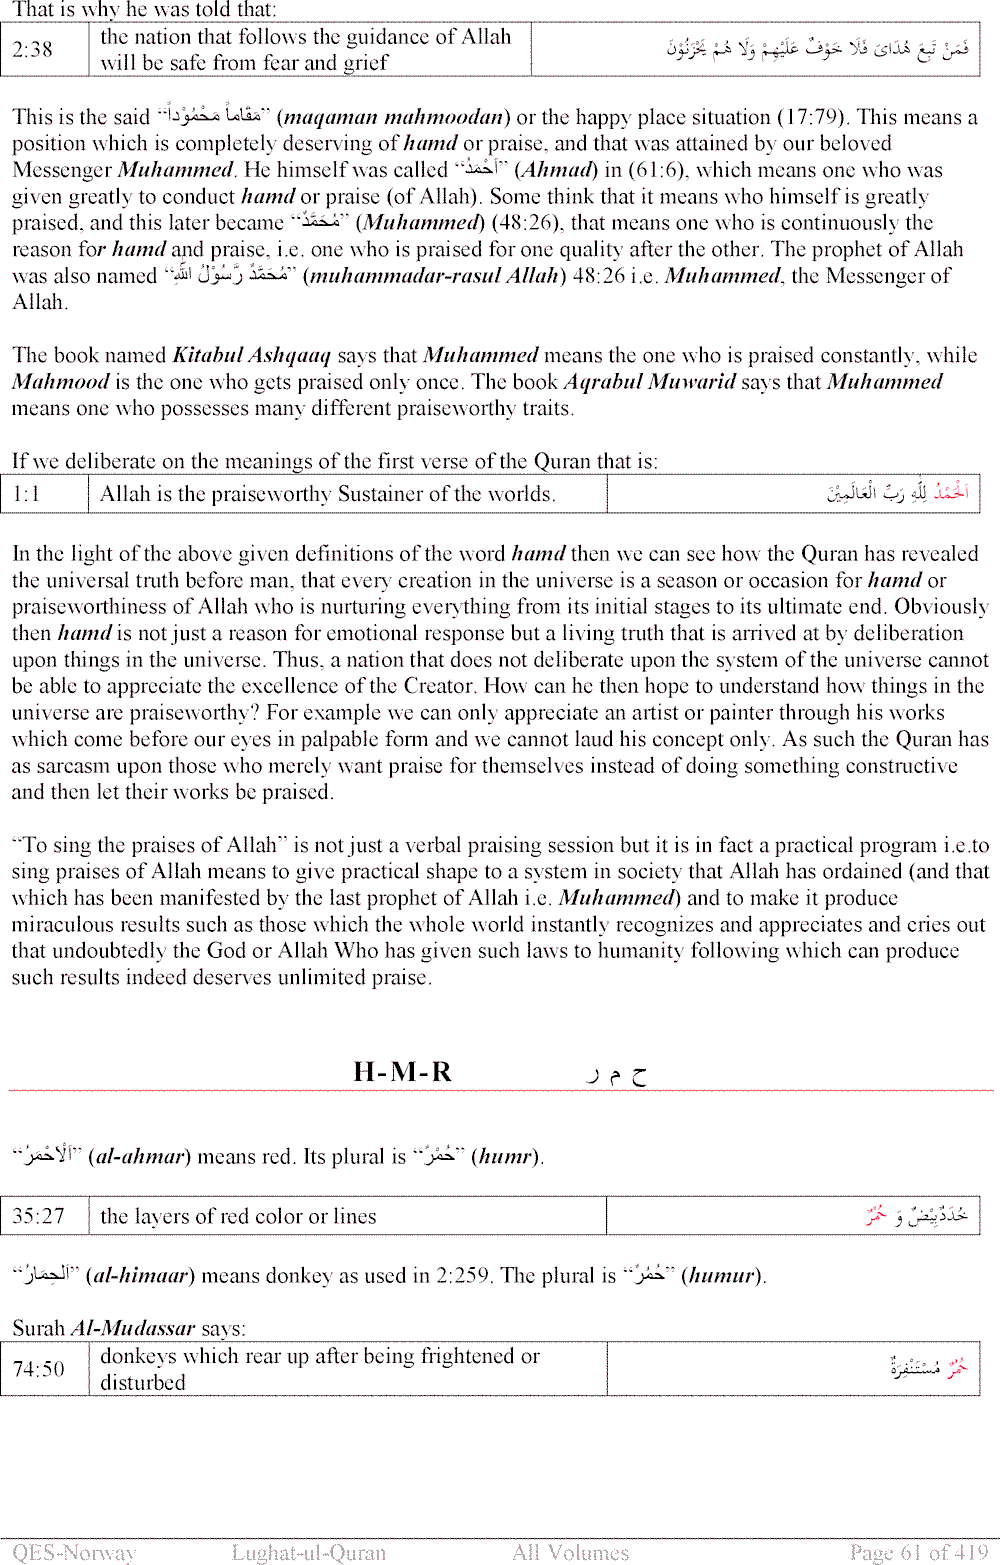 That is why he was told that:
2:38 the nation that follows the guidance of Allah will be safe from fear and grief فَمَنْ تَبِعَ هُدَاىَ فَلَا خَوْفٌ عَلَيْهِمْ وَلَا هُمْ يَحْزَنُوْنَ
This is the said “مَقَاماً مَحْمُوْداً” (maqaman mahmoodan) or the happy place situation (17:79). This means a
position which is completely deserving of hamd or praise, and that was attained by our beloved
Messenger Muhammed. He himself was called “اَحْمَدُ” (Ahmad) in (61:6), which means one who was
given greatly to conduct hamd or praise (of Allah). Some think that it means who himself is greatly
praised, and this later became “مُحَمَّدٌ” (Muhammed) (48:26), that means one who is continuously the
reason for hamd and praise, i.e. one who is praised for one quality after the other. The prophet of Allah
was also named “مُحَمَّدٌ رَّسُوْلُ اللَّهِ” (muhammadar-rasul Allah) 48:26 i.e. Muhammed, the Messenger of
Allah.
The book named Kitabul Ashqaaq says that Muhammed means the one who is praised constantly, while
Mahmood is the one who gets praised only once. The book Aqrabul Muwarid says that Muhammed
means one who possesses many different praiseworthy traits.
If we deliberate on the meanings of the first verse of the Quran that is:
1:1 Allah is the praiseworthy Sustainer of the worlds. اَلْحَمْدُ لِلَّهِ رَبِّ الْعَالَمِيْنَ
In the light of the above given definitions of the word hamd then we can see how the Quran has revealed
the universal truth before man, that every creation in the universe is a season or occasion for hamd or
praiseworthiness of Allah who is nurturing everything from its initial stages to its ultimate end. Obviously
then hamd is not just a reason for emotional response but a living truth that is arrived at by deliberation
upon things in the universe. Thus, a nation that does not deliberate upon the system of the universe cannot
be able to appreciate the excellence of the Creator. How can he then hope to understand how things in the
universe are praiseworthy? For example we can only appreciate an artist or painter through his works
which come before our eyes in palpable form and we cannot laud his concept only. As such the Quran has
as sarcasm upon those who merely want praise for themselves instead of doing something constructive
and then let their works be praised.
“To sing the praises of Allah” is not just a verbal praising session but it is in fact a practical program i.e.to
sing praises of Allah means to give practical shape to a system in society that Allah has ordained (and that
which has been manifested by the last prophet of Allah i.e. Muhammed) and to make it produce
miraculous results such as those which the whole world instantly recognizes and appreciates and cries out
that undoubtedly the God or Allah Who has given such laws to humanity following which can produce
such results indeed deserves unlimited praise.
H-M-R ح م ر
“اَلْاَحْمَرُ” (al-ahmar) means red. Its plural is “حُمْرٌ” (humr).
35:27 the layers of red color or lines جُدَدٌبِيْضٌ وَ حُمْرٌ
“اَلْحِمَارُ” (al-himaar) means donkey as used in 2:259. The plural is “حُمُرٌ” (humur).
Surah Al-Mudassar says:
74:50 donkeys which rear up after being frightened or disturbed حُمُرٌ مُسْتَنْفِرَةٌ
QES-Norway Lughat-ul-Quran All Volumes Page 61 of 419